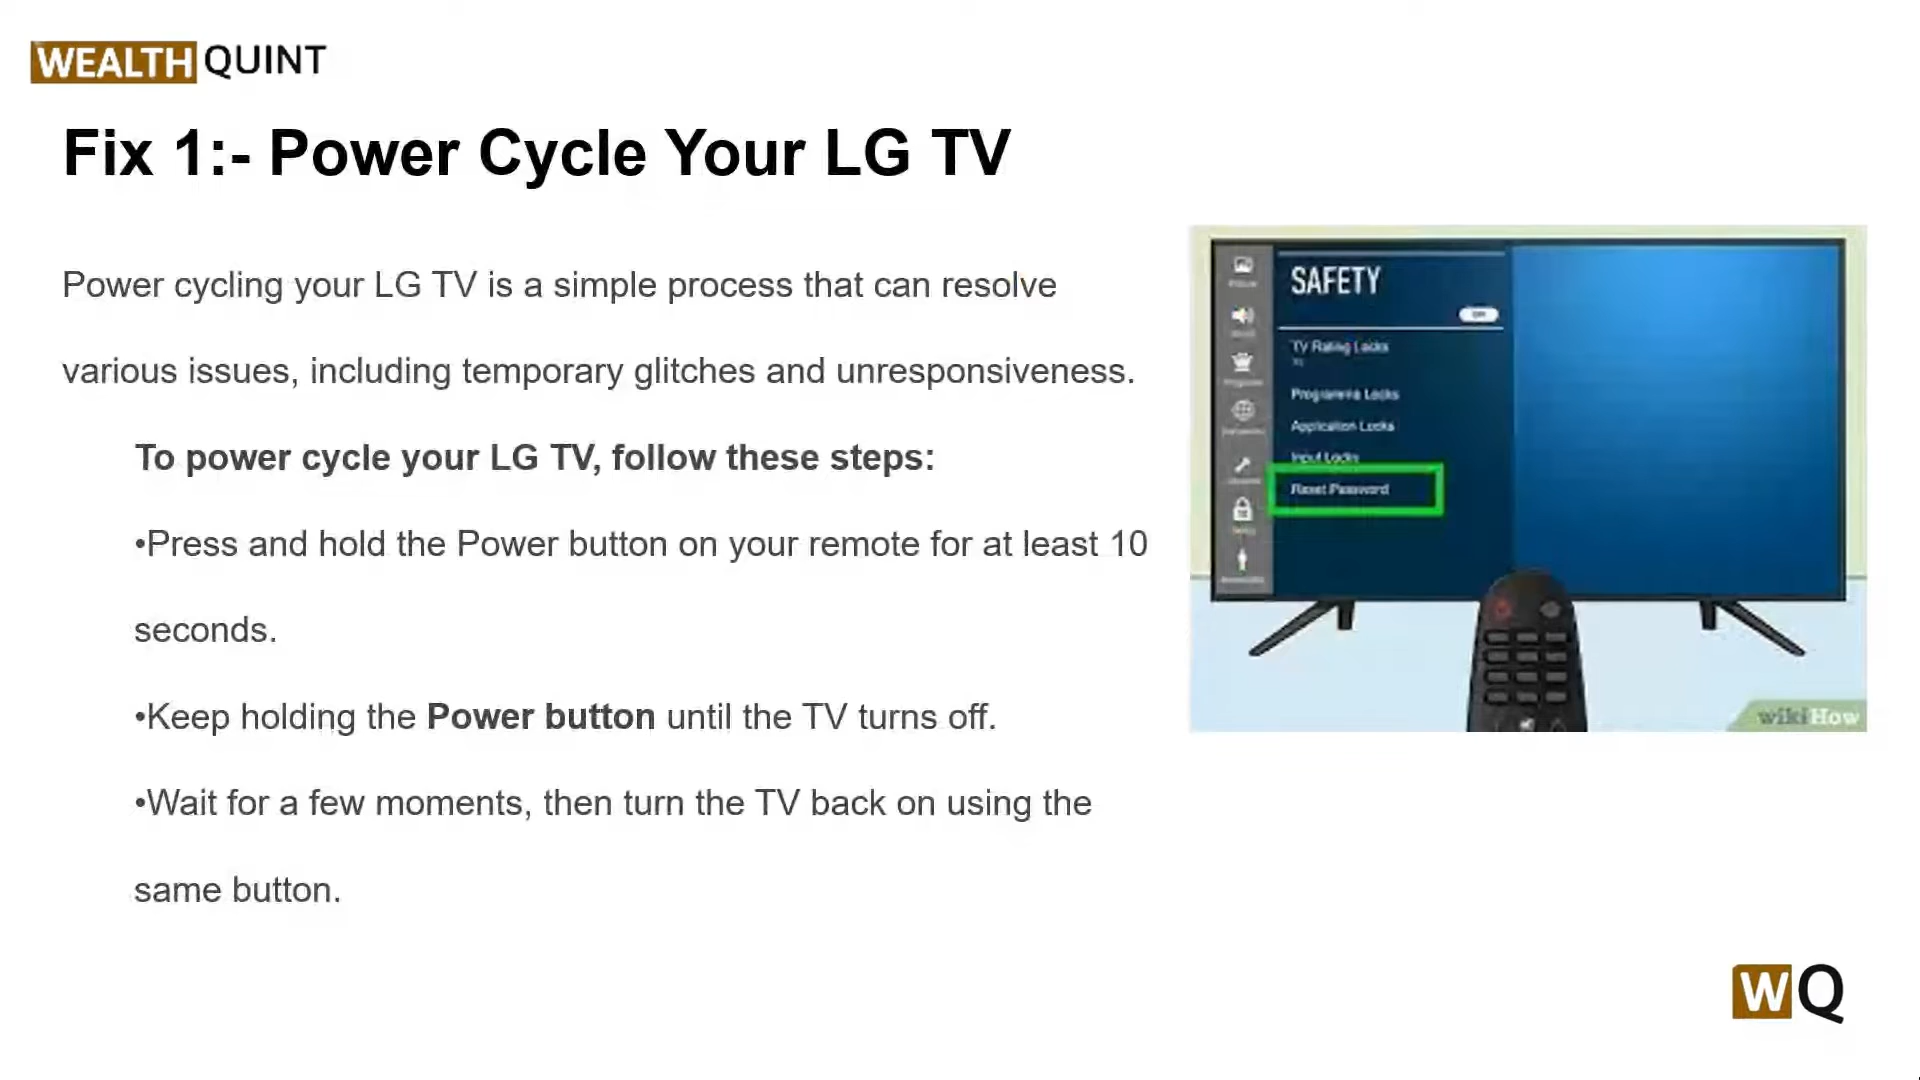 WEALTH QUINT
Fix 1:- Power Cycle Your LG TV
Power cycling your LG TV is a simple process that can resolve
various issues, including temporary glitches and unresponsiveness.
To power cycle your LG TV, follow these steps:
•Press and hold the Power button on your remote for at least 10
seconds.
•Keep holding the Power button until the TV turns off.
•Wait for a few moments, then turn the TV back on using the
same button.
SAFETY
TV Rating Locks
Programme Locks
Application Locks
Input Locks
Reset Password
wikiHow
WQ